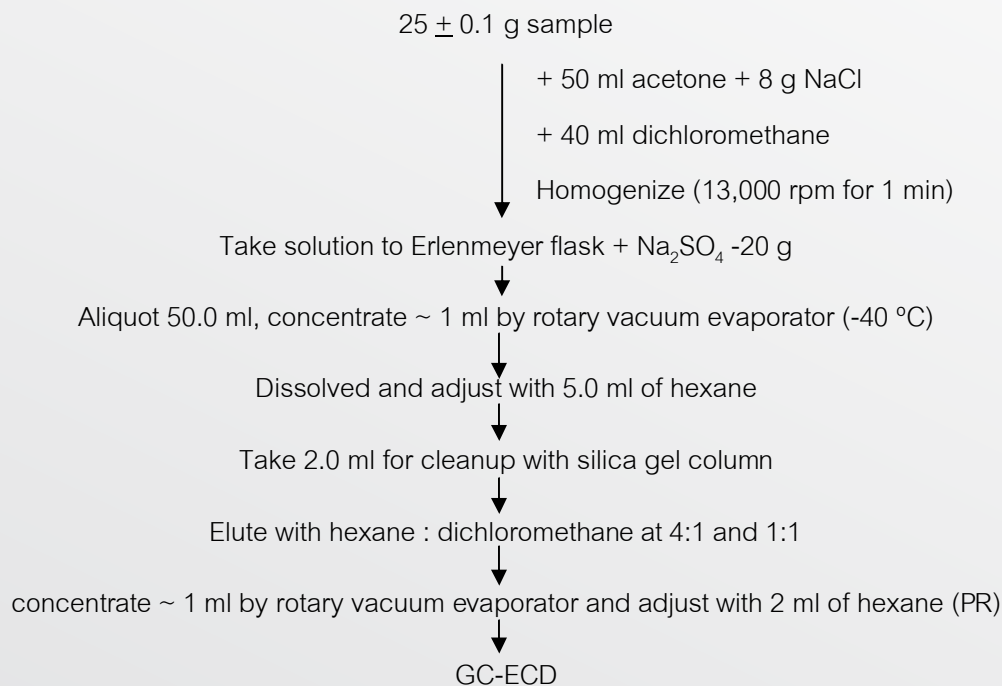 25 ± 0.1 g sample
+ 50 ml acetone + 8 g NaCl
+ 40 ml dichloromethane
Homogenize (13,000 rpm for 1 min)
Take solution to Erlenmeyer flask + Na₂SO₄ -20 g
Aliquot 50.0 ml, concentrate ~ 1 ml by rotary vacuum evaporator (-40 ºC)
Dissolved and adjust with 5.0 ml of hexane
Take 2.0 ml for cleanup with silica gel column
Elute with hexane : dichloromethane at 4:1 and 1:1
concentrate ~ 1 ml by rotary vacuum evaporator and adjust with 2 ml of hexane (PR)
GC-ECD